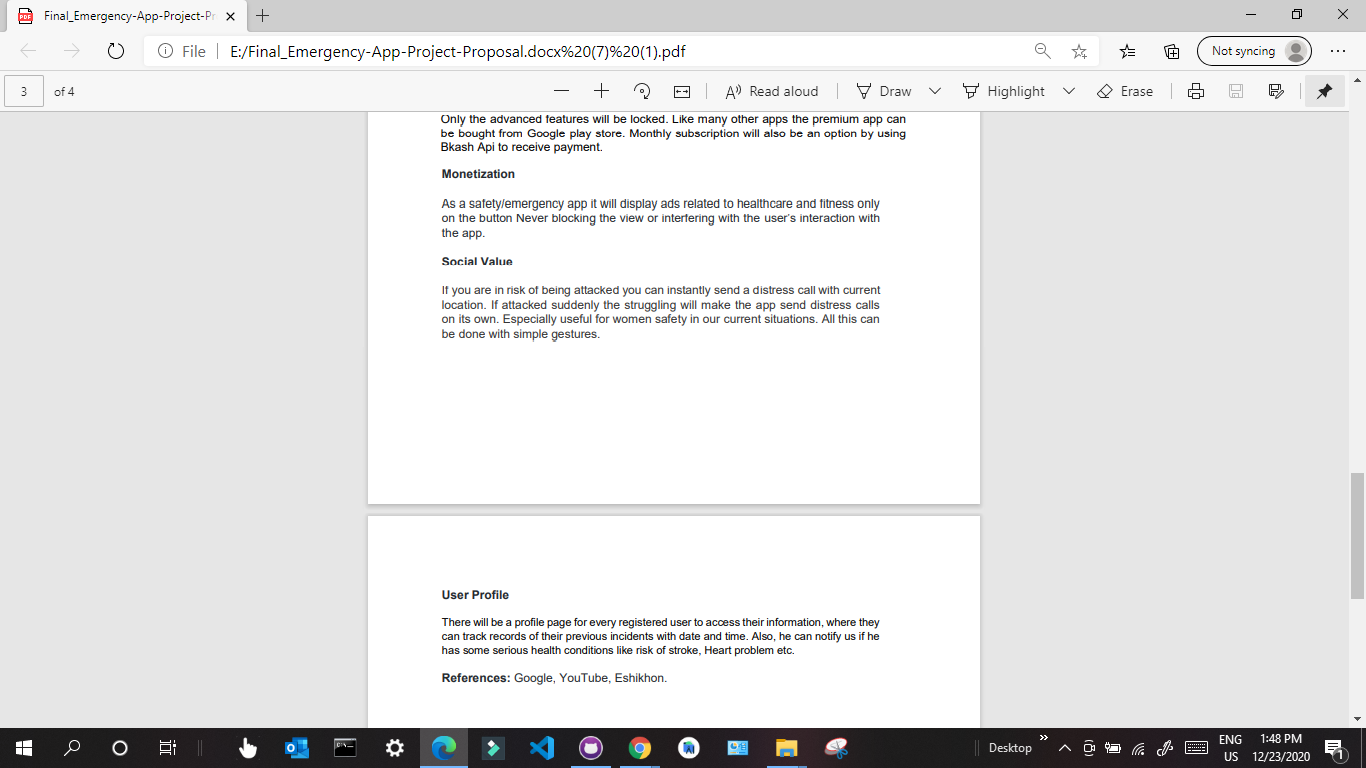 Final_Emergency-App-Project-Pr
File
E:/Final_Emergency-App-Project-Proposal.docx%20(7)%20(1).pdf
Not syncing
3 of 4
Read aloud
Draw
Highlight
Erase
Only the advanced features will be locked. Like many other apps the premium app can
be bought from Google play store. Monthly subscription will also be an option by using
Bkash Api to receive payment.
Monetization
As a safety/emergency app it will display ads related to healthcare and fitness only
on the button Never blocking the view or interfering with the user's interaction with
the app.
Social Value
If you are in risk of being attacked you can instantly send a distress call with current
location. If attacked suddenly the struggling will make the app send distress calls
on its own. Especially useful for women safety in our current situations. All this can
be done with simple gestures.
User Profile
There will be a profile page for every registered user to access their information, where they
can track records of their previous incidents with date and time. Also, he can notify us if he
has some serious health conditions like risk of stroke, Heart problem etc.
References: Google, YouTube, Eshikhon.
Desktop
ENG
US
1:48 PM
12/23/2020
1